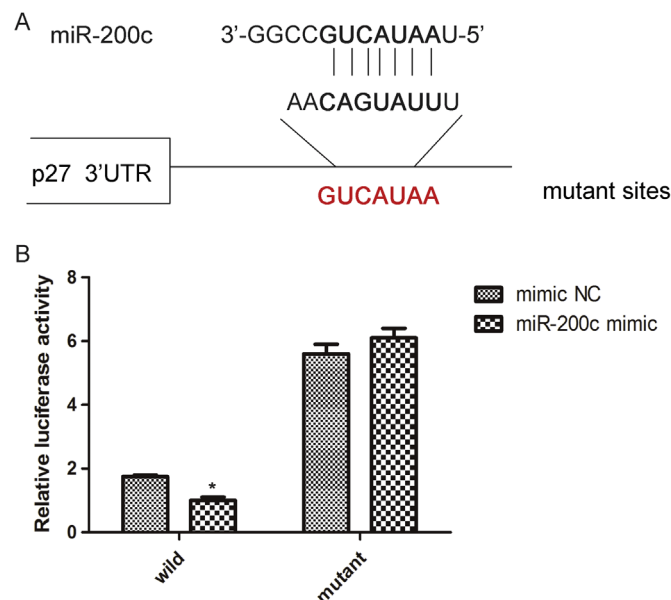 A
miR-200c 3'-GGCCGUCAUAAU-5'
AACAGUAUUU
p27 3'UTR
GUCAUAA mutant sites
B
Relative luciferase activity
8
6
4
2
0
*
wild
mutant
mimic NC
miR-200c mimic